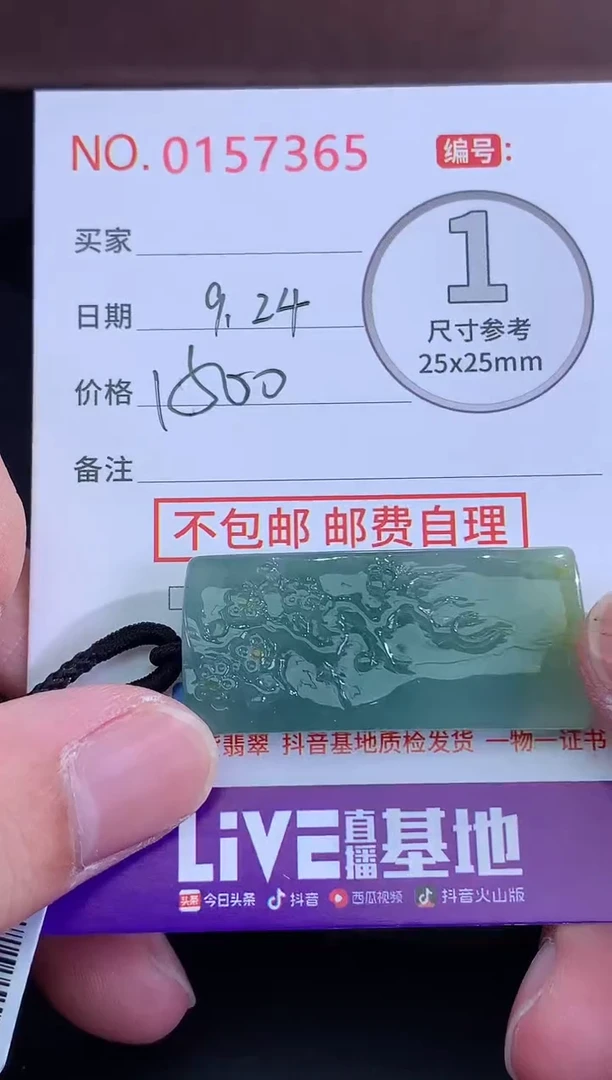 NO. 0157365 编号:
买家
日期 9.24
1
尺寸参考
25x25mm
价格 1500
备注
不包邮 邮费自理
翡翠 抖音基地质检发货 一物一证书
LiVE直播基地
头条 今日头条 抖音 西瓜视频 抖音火山版